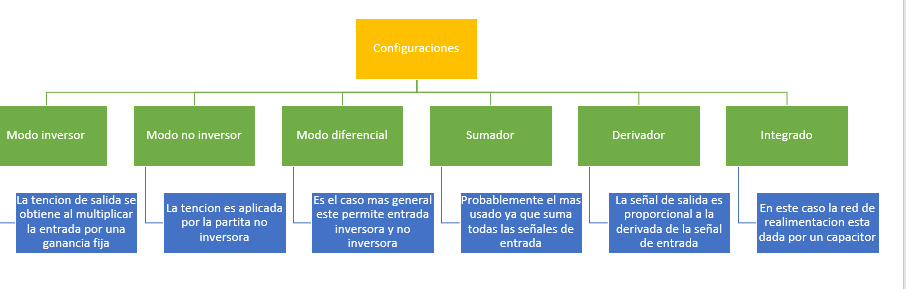 Configuraciones
Modo inversor
Modo no inversor
Modo diferencial
Sumador
Derivador
Integrado
La tencion de salida se
obtiene al multiplicar
la entrada por una
ganancia fija
La tencion es aplicada
por la partita no
inversora
Es el caso mas general
este permite entrada
inversora y no
inversora
Probablemente el mas
usado ya que suma
todas las señales de
entrada
La señal de salida es
proporcional a la
derivada de la señal
de entrada
En este caso la red de
realimentacion esta
dada por un capacitor